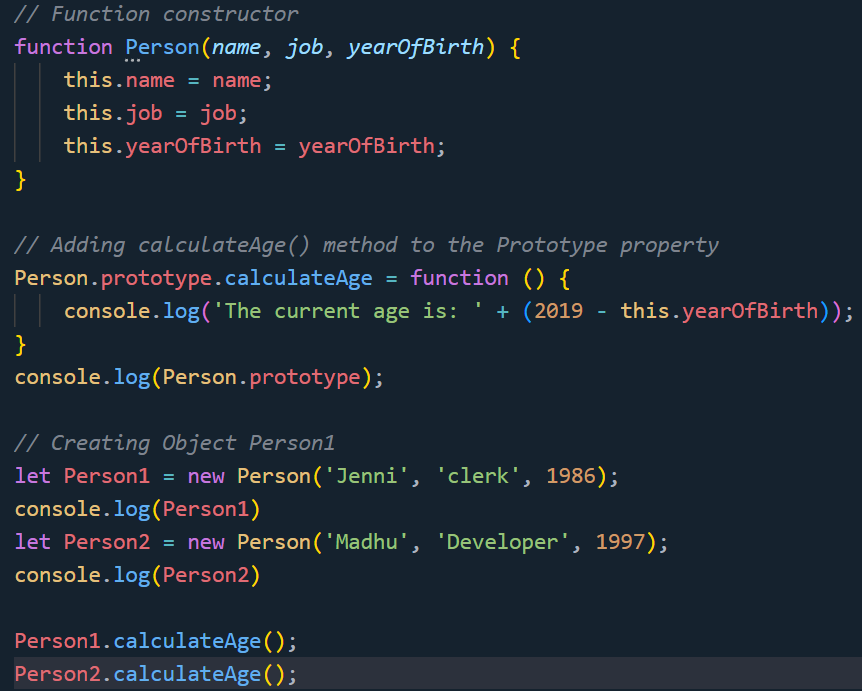 // Function constructor
function Person(name, job, yearOfBirth) {
    this.name = name;
    this.job = job;
    this.yearOfBirth = yearOfBirth;
}
// Adding calculateAge() method to the Prototype property
Person.prototype.calculateAge = function () {
    console.log('The current age is: ' + (2019 - this.yearOfBirth));
}
console.log(Person.prototype);
// Creating Object Person1
let Person1 = new Person('Jenni', 'clerk', 1986);
console.log(Person1)
let Person2 = new Person('Madhu', 'Developer', 1997);
console.log(Person2)
Person1.calculateAge();
Person2.calculateAge();